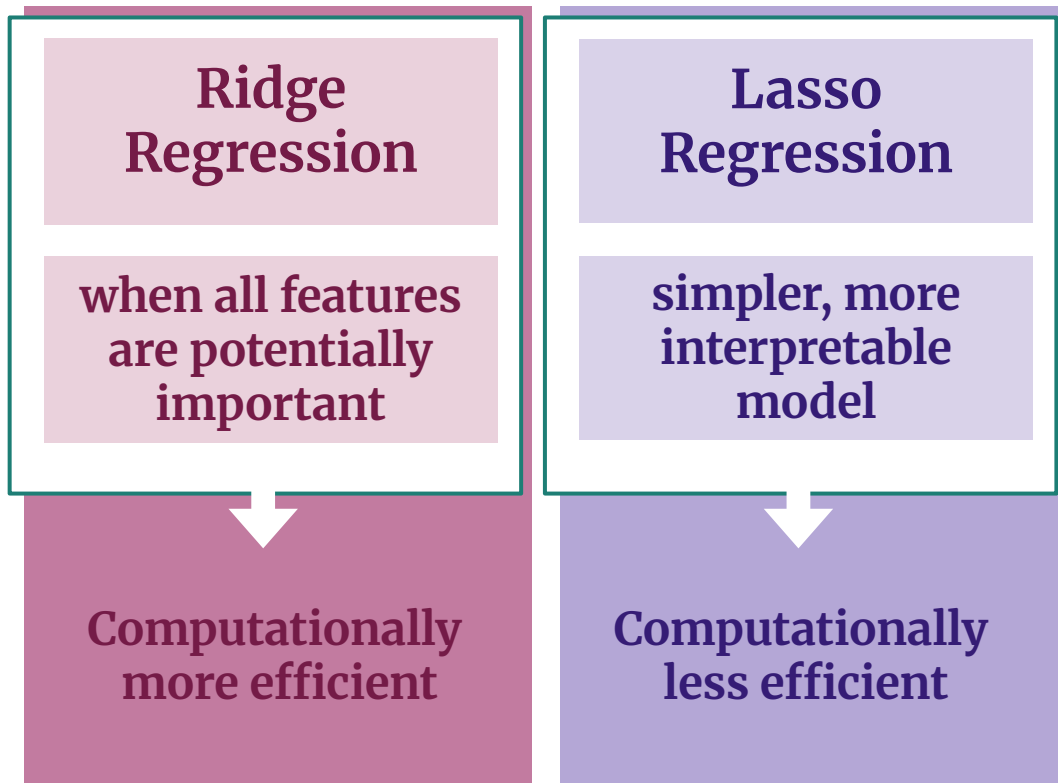 Ridge
Regression
when all features
are potentially
important
Computationally
more efficient
Lasso
Regression
simpler, more
interpretable
model
Computationally
less efficient